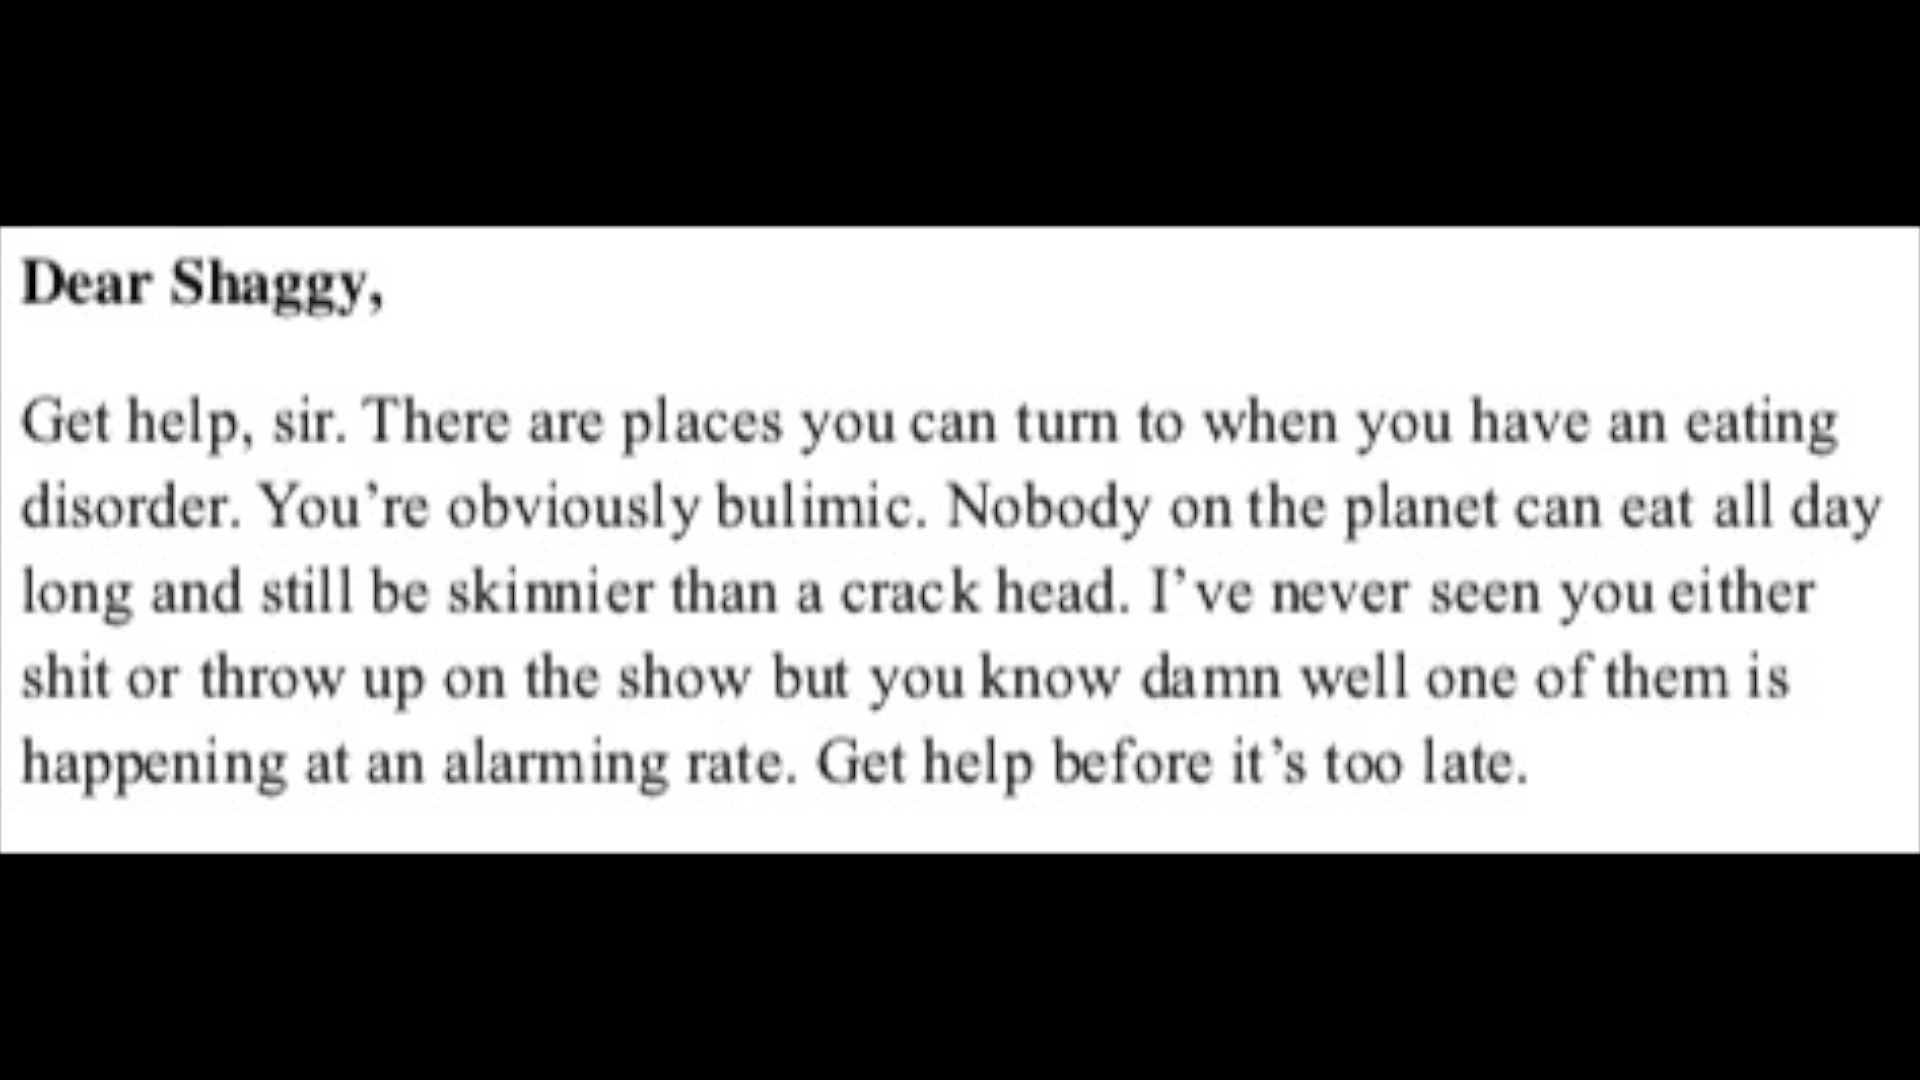 Dear Shaggy,
Get help, sir. There are places you can turn to when you have an eating
disorder. You're obviously bulimic. Nobody on the planet can eat all day
long and still be skinnier than a crack head. I've never seen you either
shit or throw up on the show but you know damn well one of them is
happening at an alarming rate. Get help before it's too late.